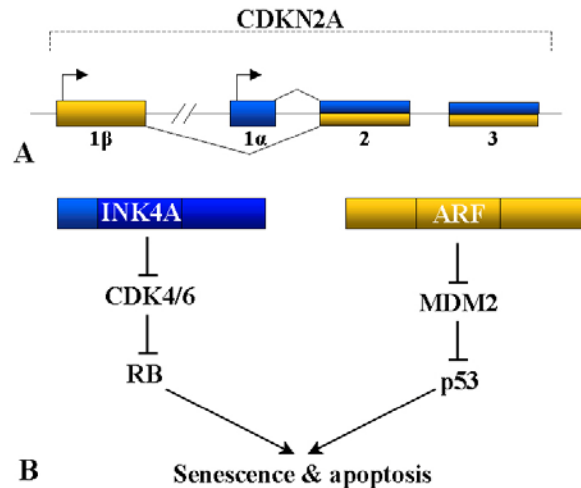 CDKN2A
1β 1α 2 3
A
INK4A ARF
CDK4/6 MDM2
RB p53
B Senescence & apoptosis